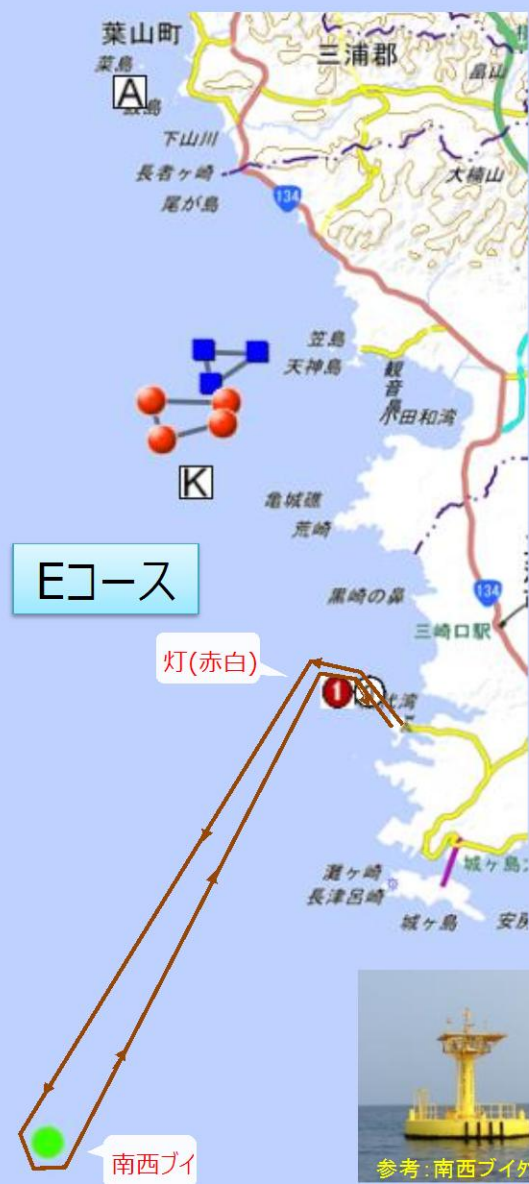 葉山町
菜島
A
三浦郡
畠山
下山川
長者ヶ崎
尾が島
大楠山
134
笠島
天神島
小田和湾
K
亀城礁
荒崎
Eコース
黒崎の鼻
134
三崎口駅
灯(赤白)
1
灘ヶ崎
長津呂崎
城ヶ島
城ヶ島
南西ブイ
参考:南西ブイ外